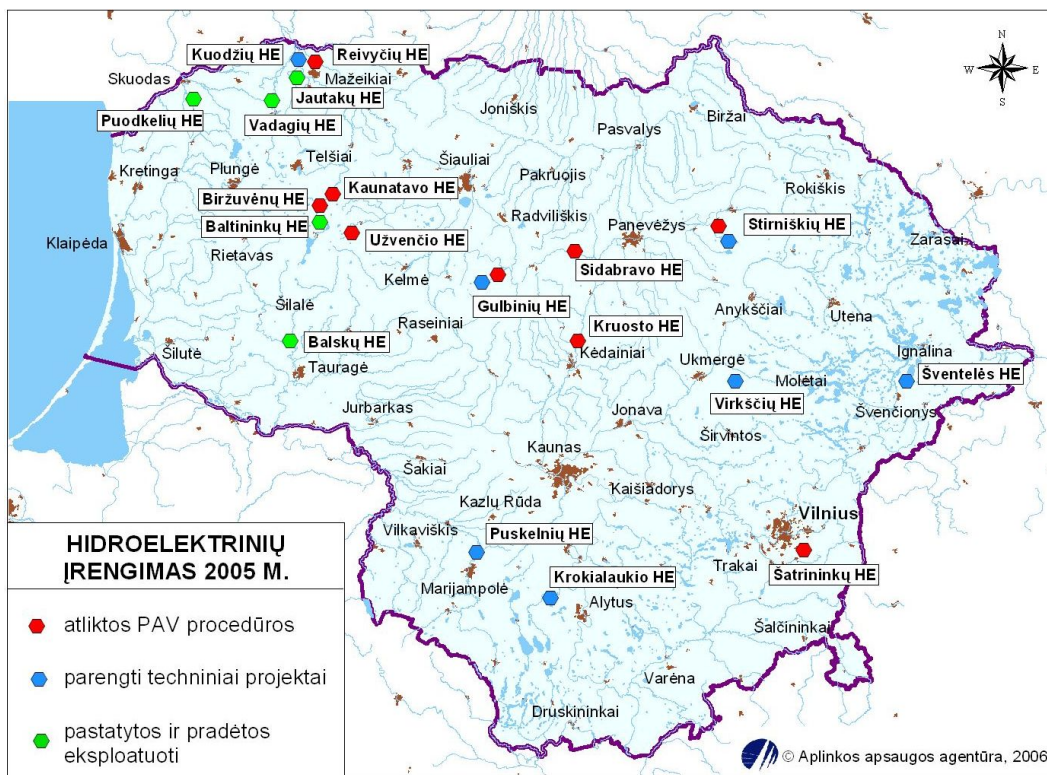 N
W E
S
Kuodžių HE
Reivyčių HE
Skuodas
Mažeikiai
Jautakų HE
Puodkelių HE
Vadagių HE
Joniškis
Biržai
Pasvalys
Kretinga
Plungė
Telšiai
Šiauliai
Pakruojis
Rokiškis
Kaunatavo HE
Biržuvėnų HE
Baltininkų HE
Radviliškis
Panevėžys
Stirniškių HE
Klaipėda
Užvenčio HE
Zarasai
Rietavas
Sidabravo HE
Kelmė
Gulbinių HE
Anykščiai
Utena
Šilalė
Raseiniai
Kruosto HE
Balskų HE
Šilutė
Kėdainiai
Ukmergė
Ignalina
Tauragė
Molėtai
Šventelės HE
Virkščių HE
Švenčionys
Jurbarkas
Jonava
Širvintos
Kaunas
Šakiai
Kaišiadorys
Kazlų Rūda
Vilnius
Vilkaviškis
Puskelnių HE
Trakai
Šatrininkų HE
Marijampolė
Krokialaukio HE
Alytus
Šalčininkai
Varėna
Druskininkai
HIDROELEKTRINIŲ
ĮRENGIMAS 2005 M.
atliktos PAV procedūros
parengti techniniai projektai
pastatytos ir pradėtos
eksploatuoti
© Aplinkos apsaugos agentūra, 2006